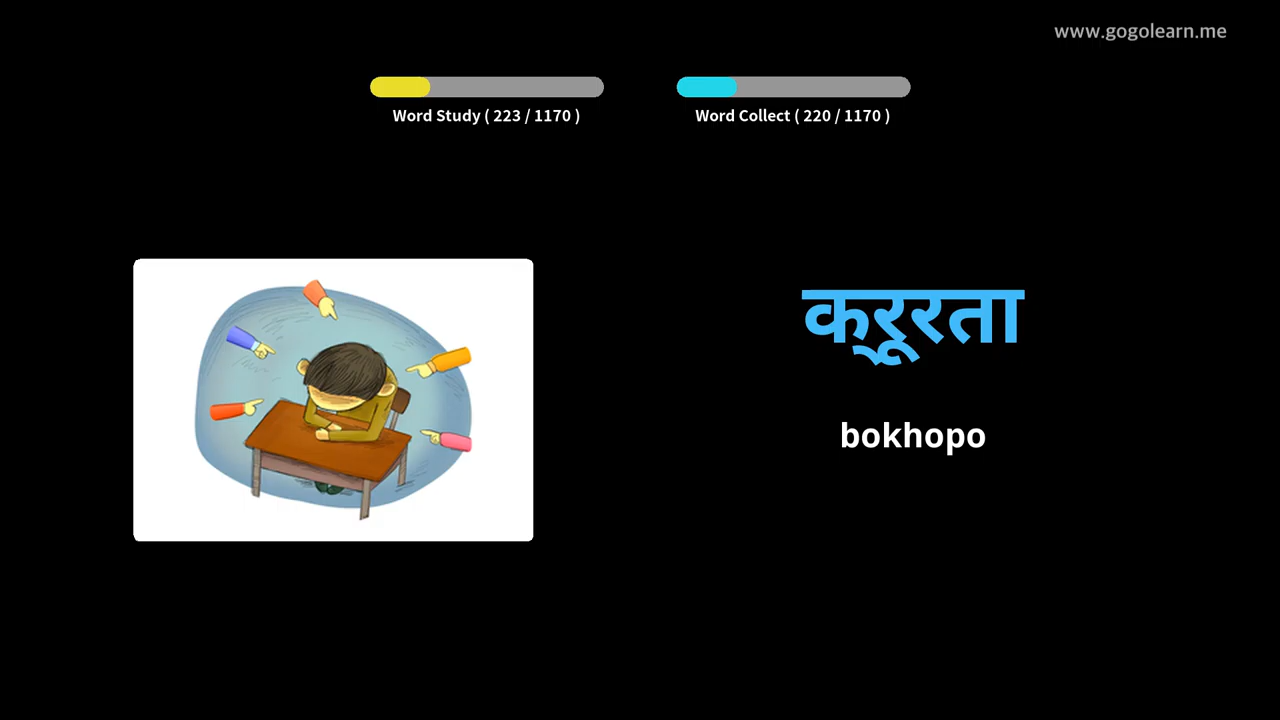 www.gogolearn.me
Word Study ( 223 / 1170 )
Word Collect ( 220 / 1170 )
क्रूरता
bokhopo